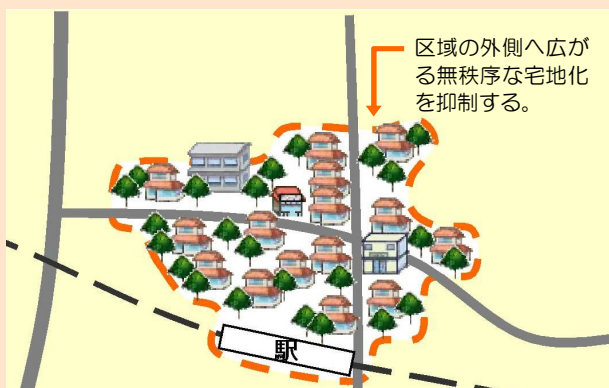 区域の外側へ広が
る無秩序な宅地化
を抑制する。
駅